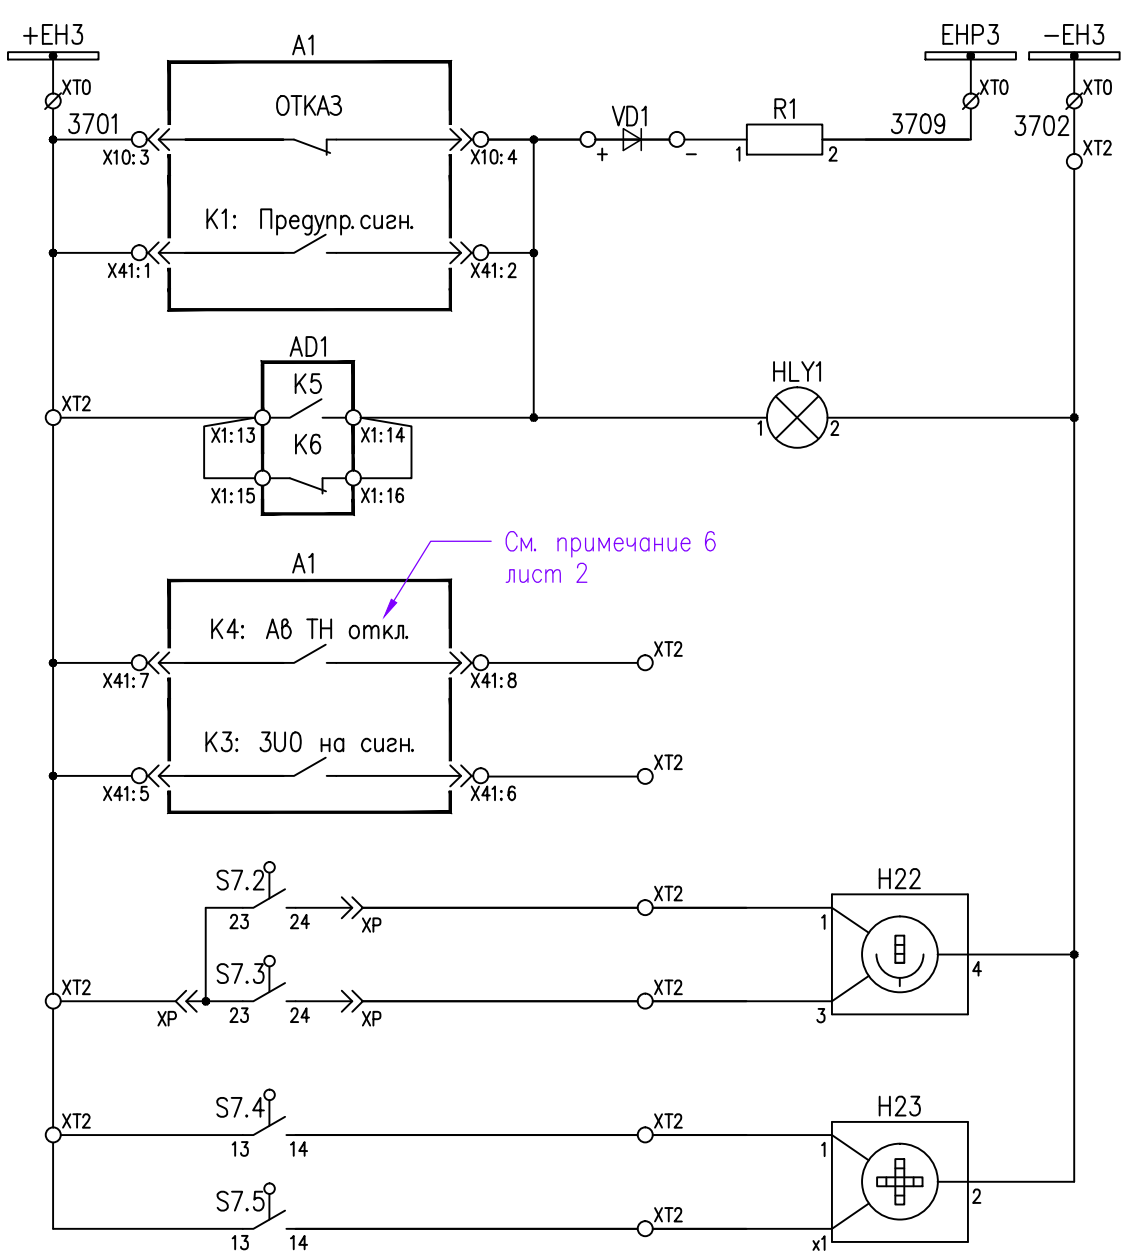 +EH3
EHP3
−EH3
A1
XT0
XT0
XT0
ОТКАЗ
VD1
R1
3701
3709
3702
X10:3
X10:4
+
−
1
2
XT2
K1: Предупр.сигн.
X41:1
X41:2
AD1
K5
HLY1
XT2
X1:13
X1:14
1
2
K6
X1:15
X1:16
См. примечание 6
лист 2
A1
K4: Ав ТН откл.
XT2
X41:7
X41:8
K3: 3U0 на сигн.
XT2
X41:5
X41:6
S7.2
H22
XT2
23
24
XP
1
S7.3
4
XT2
XT2
XP
23
24
XP
3
S7.4
H23
XT2
XT2
13
14
1
S7.5
2
XT2
13
14
x1